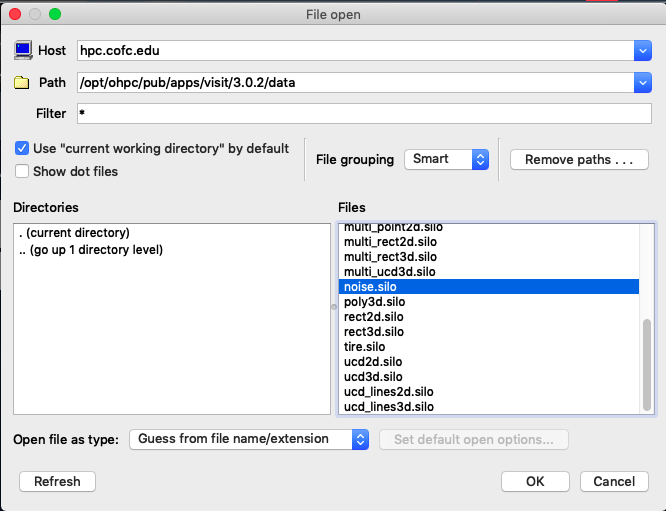 File open
Host hpc.cofc.edu
Path /opt/ohpc/pub/apps/visit/3.0.2/data
Filter *
Use "current working directory" by default
Show dot files
File grouping Smart Remove paths . . .
Directories
. (current directory)
.. (go up 1 directory level)
Files
multi_point2d.silo
multi_rect2d.silo
multi_rect3d.silo
multi_ucd3d.silo
noise.silo
poly3d.silo
rect2d.silo
rect3d.silo
tire.silo
ucd2d.silo
ucd3d.silo
ucd_lines2d.silo
ucd_lines3d.silo
Open file as type: Guess from file name/extension Set default open options...
Refresh OK Cancel